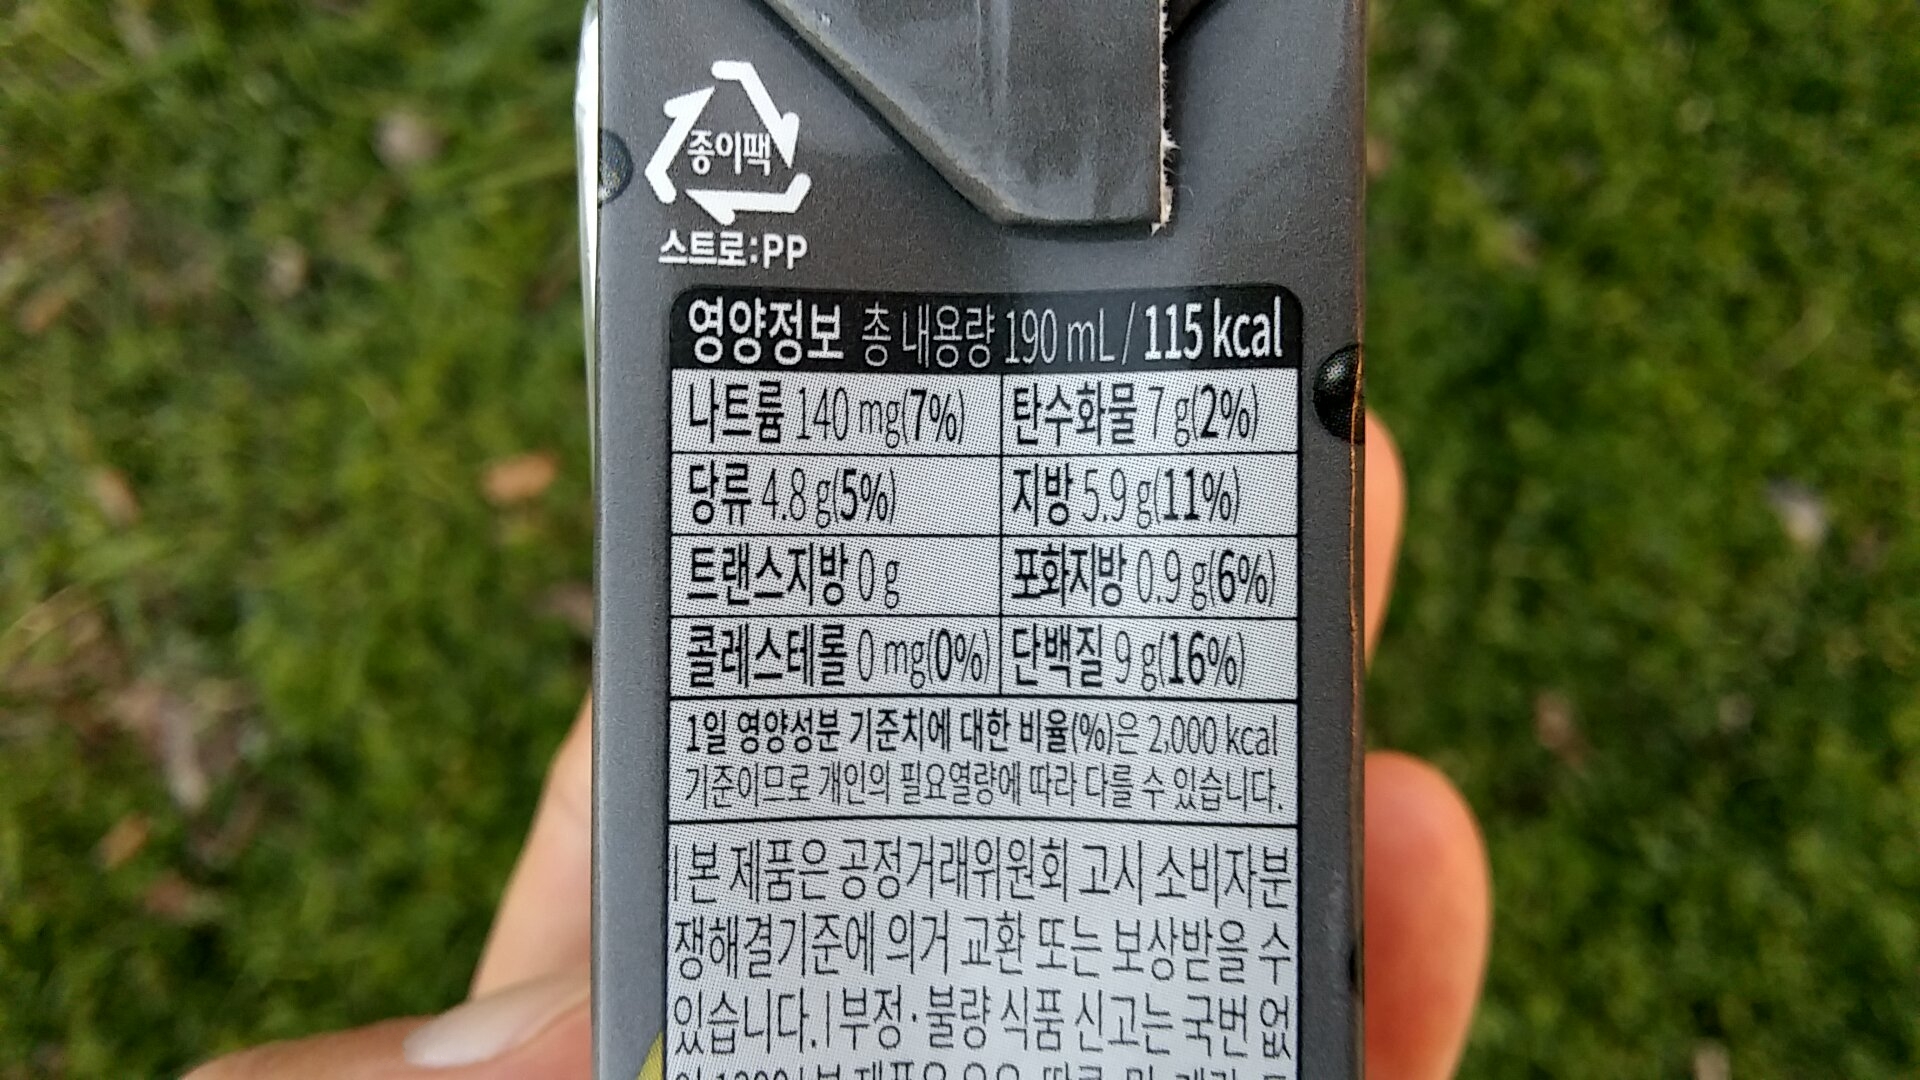 종이팩
스트로:PP
영양정보 총 내용량 190 mL / 115 kcal
나트륨 140 mg(7%) 탄수화물 7 g(2%)
당류 4.8 g(5%) 지방 5.9 g(11%)
트랜스지방 0 g 포화지방 0.9 g(6%)
콜레스테롤 0 mg(0%) 단백질 9 g(16%)
1일 영양성분 기준치에 대한 비율(%)은 2,000 kcal
기준이므로 개인의 필요열량에 따라 다를 수 있습니다.
| 본 제품은 공정거래위원회 고시 소비자분
쟁해결기준에 의거 교환 또는 보상받을 수
있습니다. | 부정·불량 식품 신고는 국번 없
이 1399 | 본 제품은